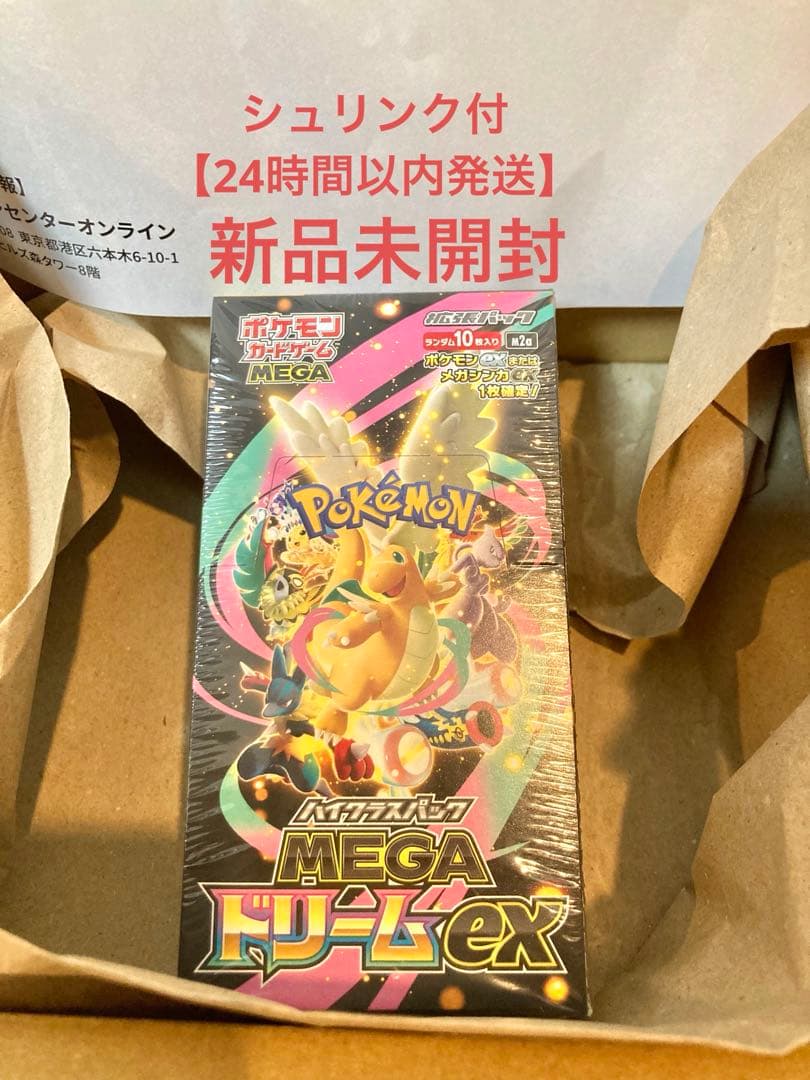 シュリンク付
【24時間以内発送】
新品未開封
報】
ンセンターオンライン
08 東京都港区六本木6-10-1
ヒルズ森タワー8階
ポケモン
カードゲーム
MEGA
拡張パック
ランダム10枚入り
M2a
ポケモンexまたは
メガシンカex
1枚確定!
POKéMON
ハイクラスパック
MEGA
ドリームex